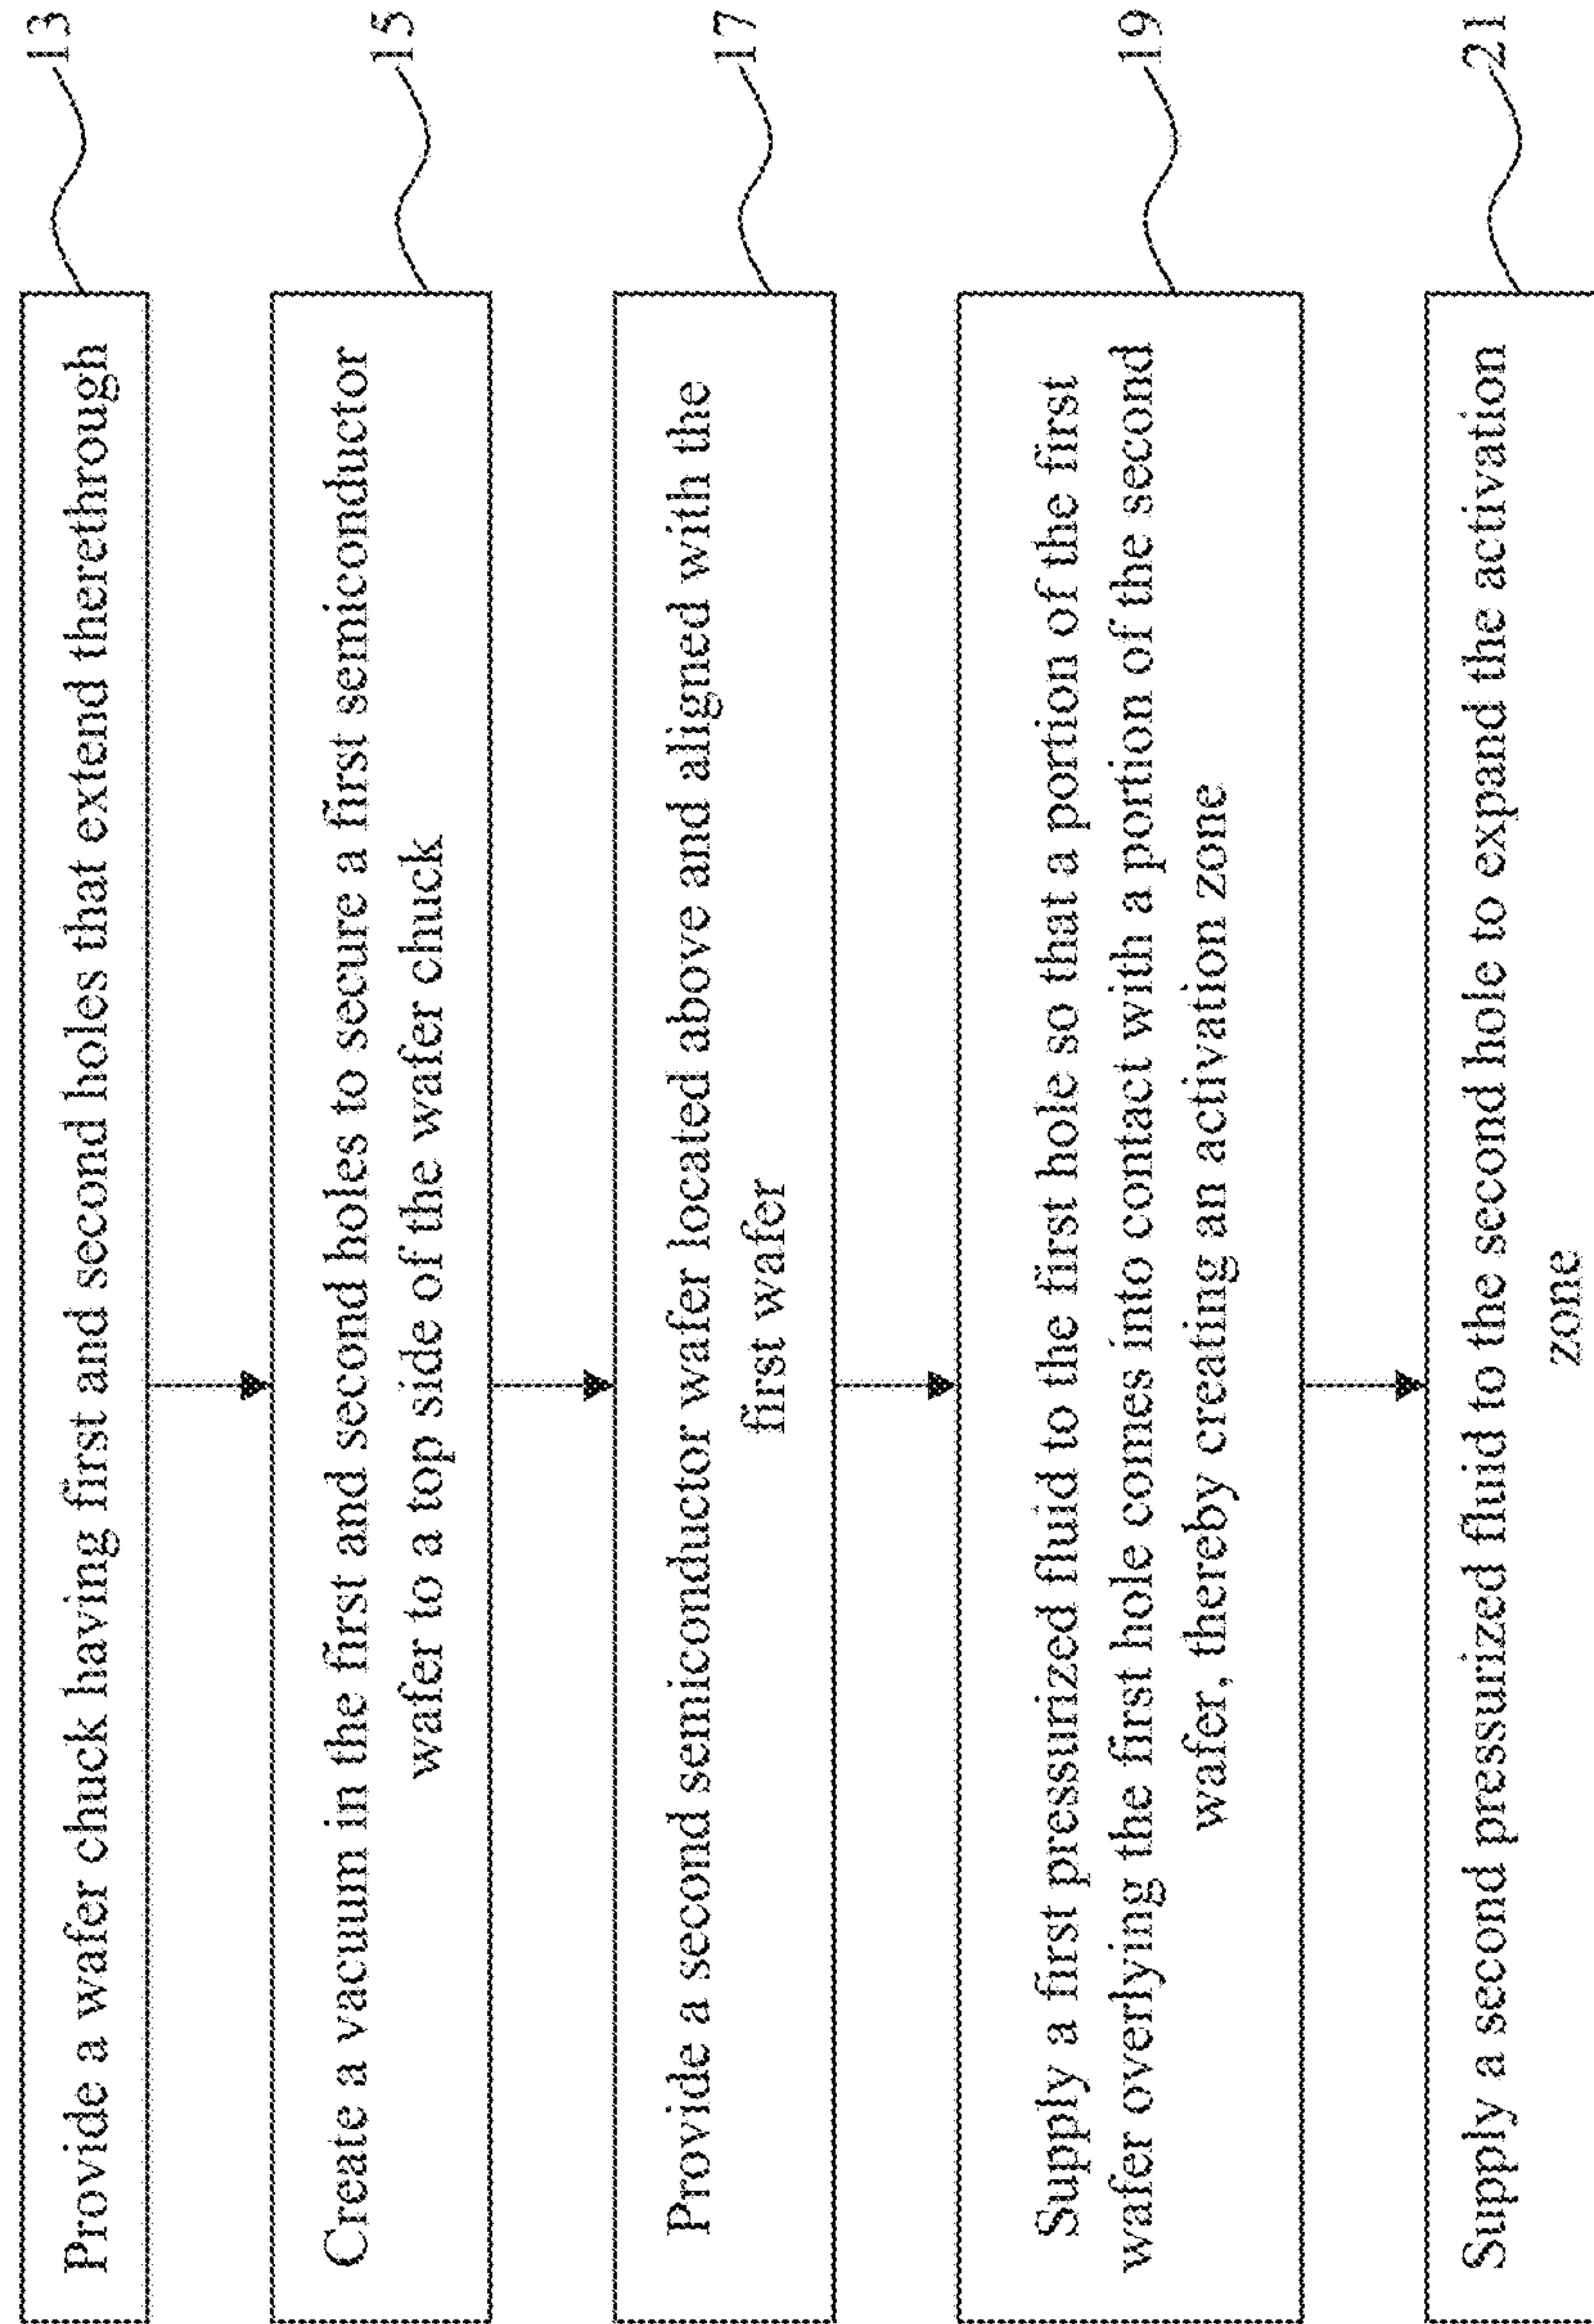 Provide a wafer chuck having first and second holes that extend therethrough
13
Create a vacuum in the first and second holes to secure a first semiconductor
wafer to a top side of the wafer chuck
15
Provide a second semiconductor wafer located above and aligned with the
first wafer
17
Supply a first pressurized fluid to the first hole so that a portion of the first
wafer overlying the first hole comes into contact with a portion of the second
wafer, thereby creating an activation zone
19
Supply a second pressurized fluid to the second hole to expand the activation
zone
21